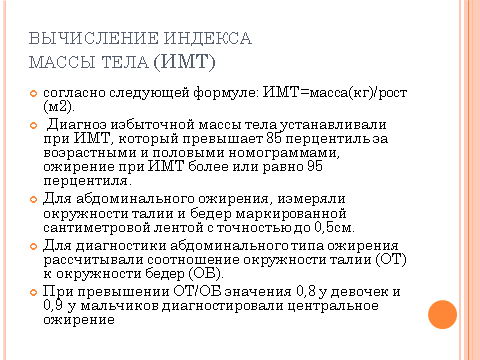 ВЫЧИСЛЕНИЕ ИНДЕКСА
МАССЫ ТЕЛА (ИМТ)
согласно следующей формуле: ИМТ=масса(кг)/рост
(м2).
Диагноз избыточной массы тела устанавливали
при ИМТ, который превышает 85 перцентиль за
возрастными и половыми номограммами,
ожирение при ИМТ более или равно 95
перцентиля.
Для абдоминального ожирения, измеряли
окружности талии и бедер маркированной
сантиметровой лентой с точностью до 0,5см.
Для диагностики абдоминального типа ожирения
рассчитывали соотношение окружности талии (ОТ)
к окружности бедер (ОБ).
При превышении ОТ/ОБ значения 0,8 у девочек и
0,9 у мальчиков диагностировали центральное
ожирение